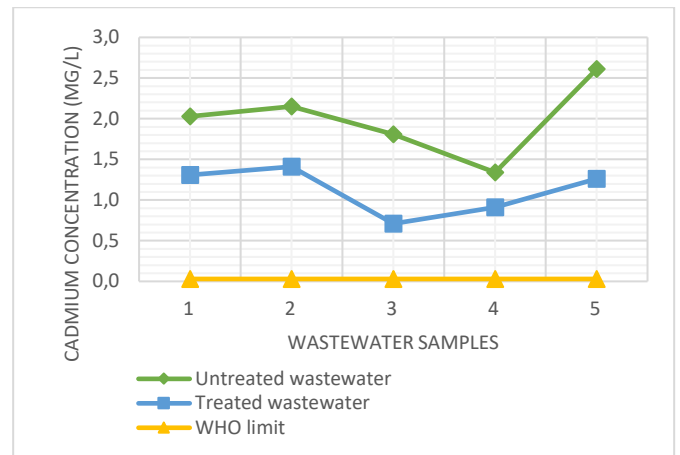 CADMIUM CONCENTRATION (MG/L)
3,0
2,5
2,0
1,5
1,0
0,5
0,0
1 2 3 4 5
WASTEWATER SAMPLES
Untreated wastewater
Treated wastewater
WHO limit